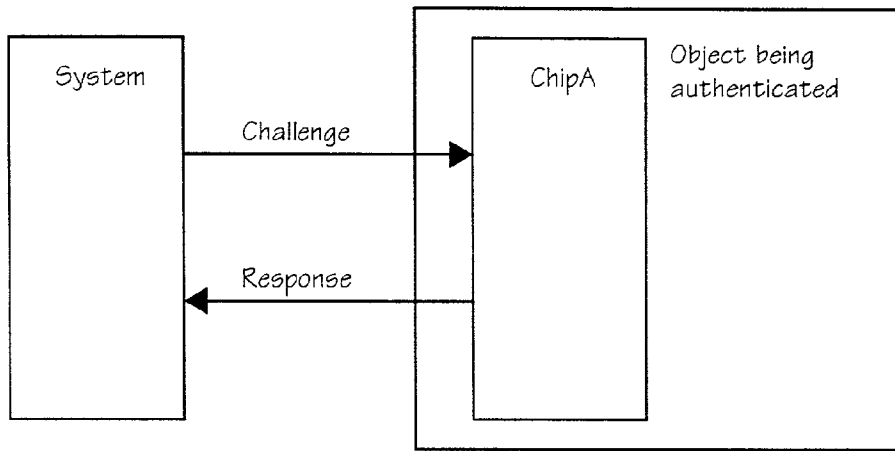 System
ChipA
Object being
authenticated
Challenge
Response